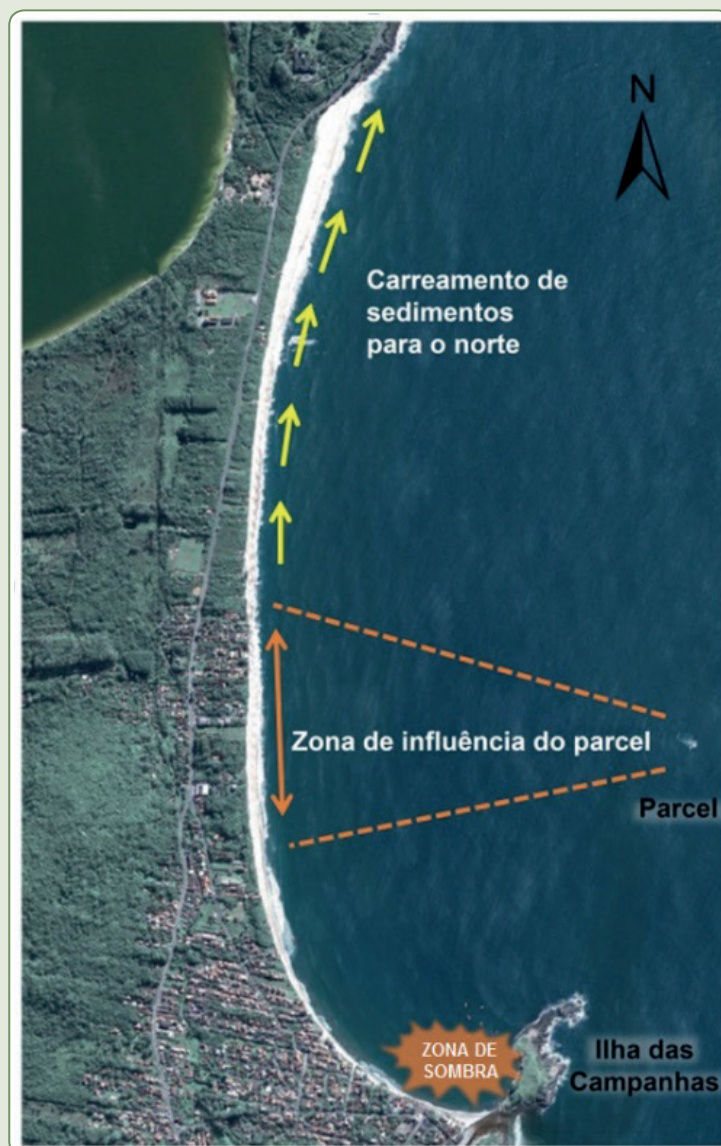 N
Carreamento de
sedimentos
para o norte
Zona de influência do parcel
Parcel
ZONA DE
SOMBRA
Ilha das
Campanhas